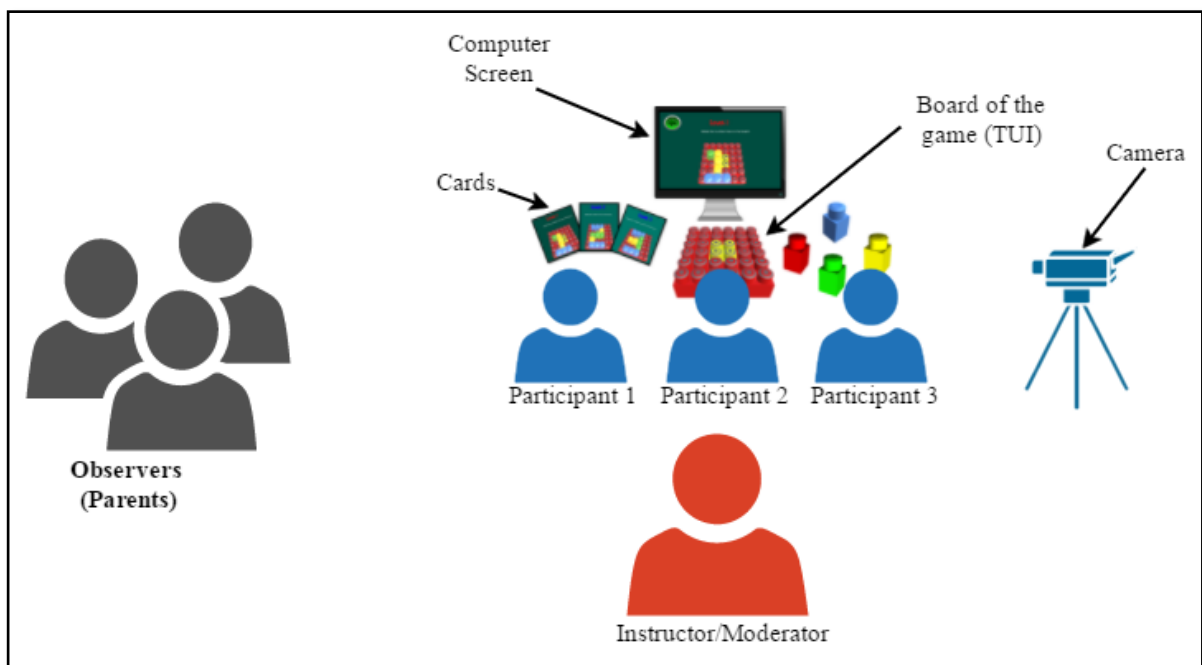 Computer
Screen
Board of the
game (TUI)
Camera
Cards
Participant 1
Participant 2
Participant 3
Observers
(Parents)
Instructor/Moderator